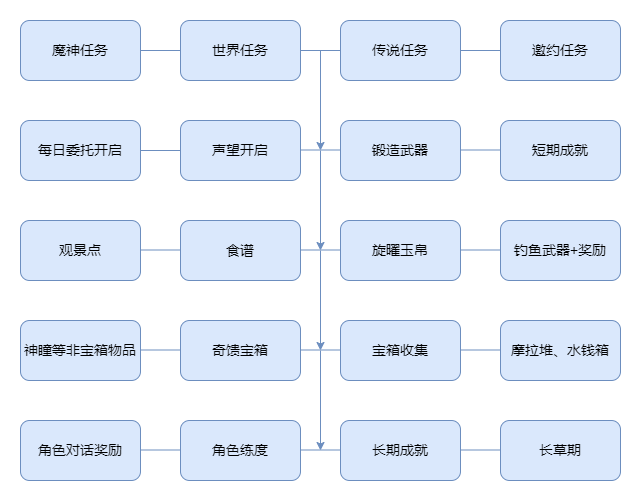 魔神任务
世界任务
传说任务
邀约任务
每日委托开启
声望开启
锻造武器
短期成就
观景点
食谱
旋曜玉帛
钓鱼武器+奖励
神瞳等非宝箱物品
奇馈宝箱
宝箱收集
摩拉堆、水钱箱
角色对话奖励
角色练度
长期成就
长草期